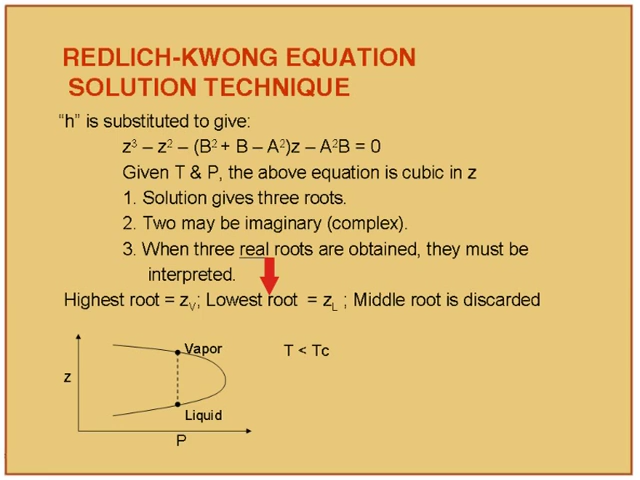 REDLICH-KWONG EQUATION
SOLUTION TECHNIQUE
“h” is substituted to give:
z³ – z² – (B² + B – A²)z – A²B = 0
Given T & P, the above equation is cubic in z
1. Solution gives three roots.
2. Two may be imaginary (complex).
3. When three real roots are obtained, they must be
interpreted.
Highest root = zV; Lowest root = zL ; Middle root is discarded
Vapor
T < Tc
z
Liquid
P